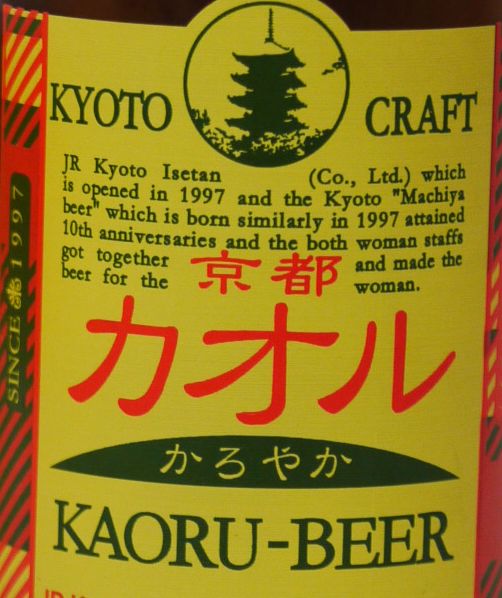 KYOTO CRAFT
JR Kyoto Isetan (Co., Ltd.) which
is opened in 1997 and the Kyoto "Machiya
beer" which is born similarly in 1997 attained
10th anniversaries and the both woman staffs
got together and made the
beer for the woman.
京都
カオル
かろやか
KAORU-BEER
SINCE 1997